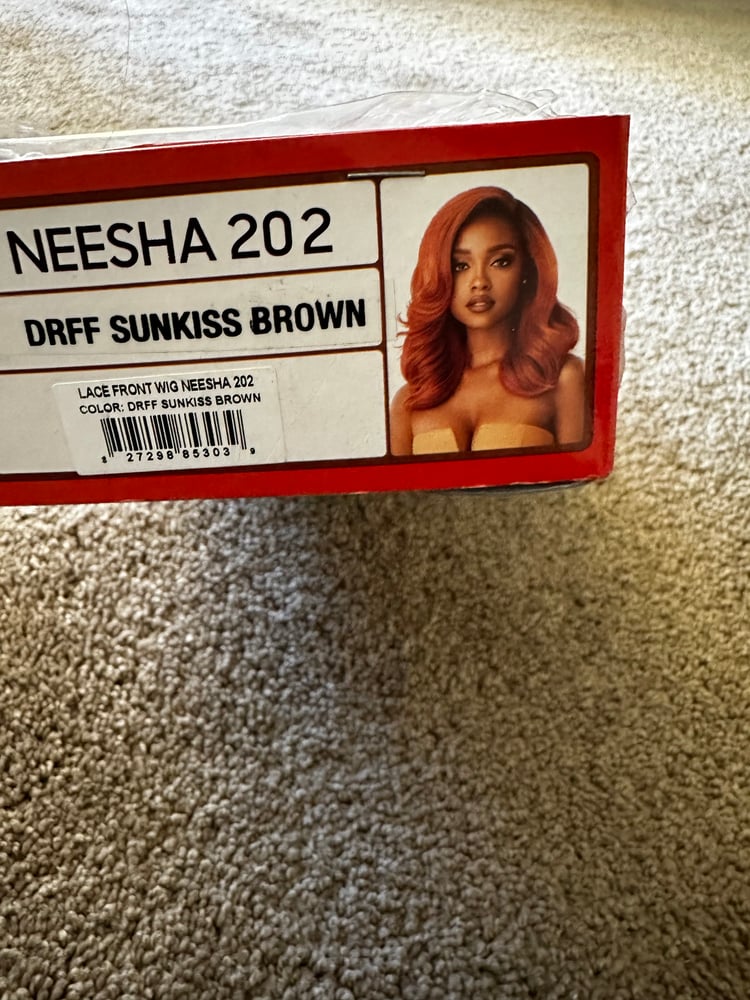 NEESHA 202
DRFF SUNKISS BROWN
LACE FRONT WIG NEESHA 202
COLOR: DRFF SUNKISS BROWN
8 27298 85303 9